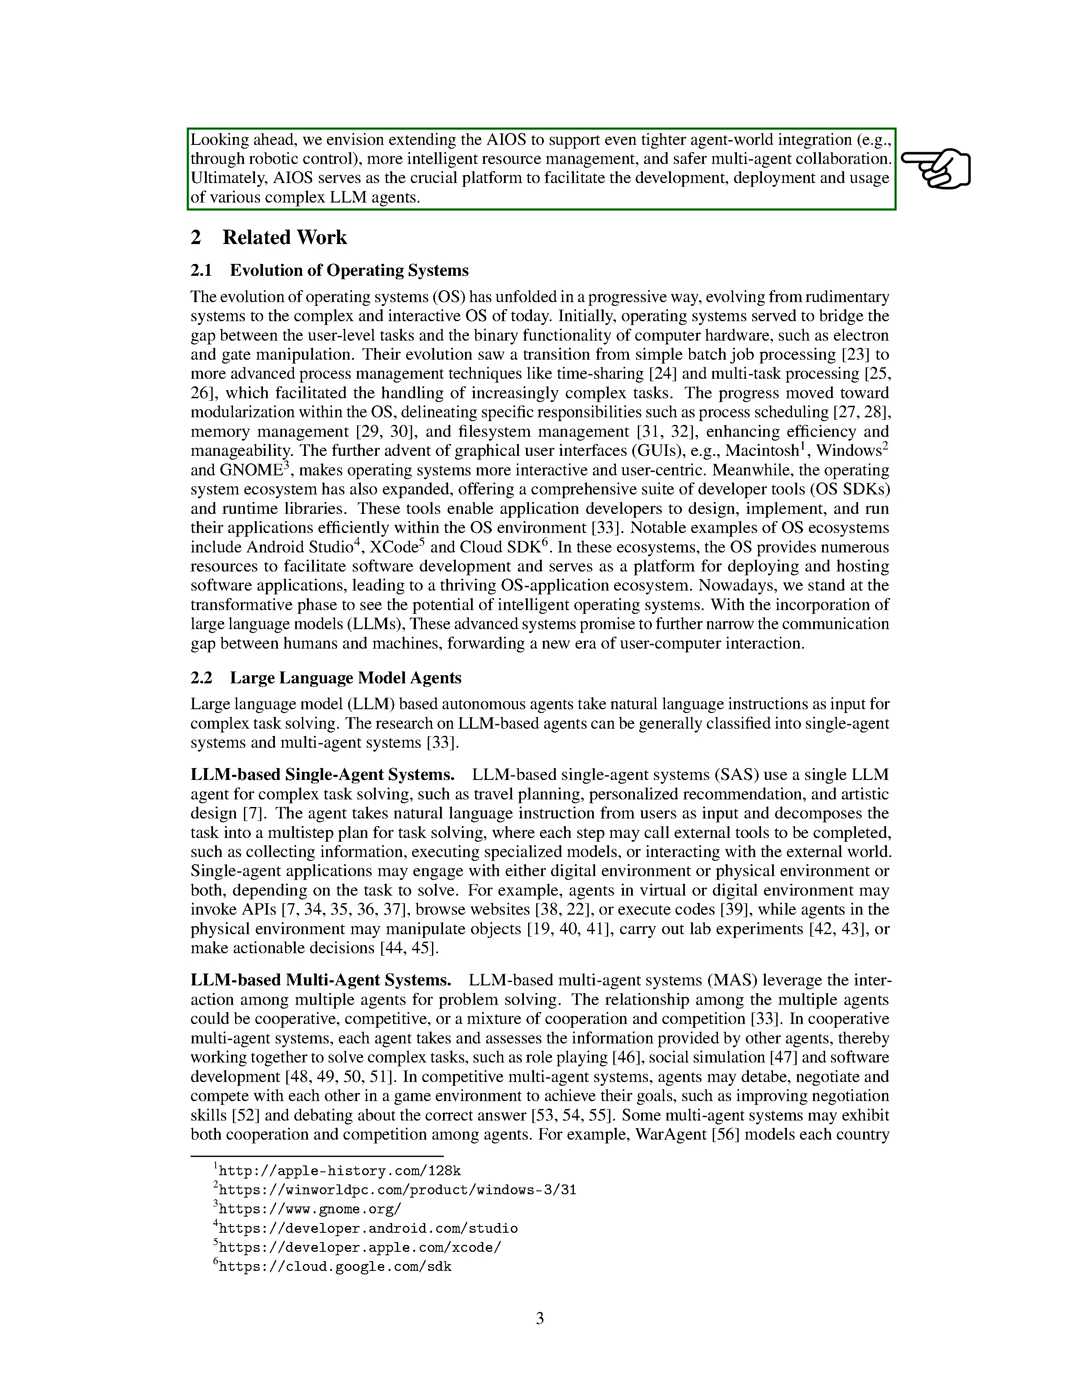 Looking ahead, we envision extending the AIOS to support even tighter agent-world integration (e.g.,
through robotic control), more intelligent resource management, and safer multi-agent collaboration.
Ultimately, AIOS serves as the crucial platform to facilitate the development, deployment and usage
of various complex LLM agents.
2 Related Work
2.1 Evolution of Operating Systems
The evolution of operating systems (OS) has unfolded in a progressive way, evolving from rudimentary
systems to the complex and interactive OS of today. Initially, operating systems served to bridge the
gap between the user-level tasks and the binary functionality of computer hardware, such as electron
and gate manipulation. Their evolution saw a transition from simple batch job processing [23] to
more advanced process management techniques like time-sharing [24] and multi-task processing [25,
26], which facilitated the handling of increasingly complex tasks. The progress moved toward
modularization within the OS, delineating specific responsibilities such as process scheduling [27, 28],
memory management [29, 30], and filesystem management [31, 32], enhancing efficiency and
manageability. The further advent of graphical user interfaces (GUIs), e.g., Macintosh1, Windows2
and GNOME3, makes operating systems more interactive and user-centric. Meanwhile, the operating
system ecosystem has also expanded, offering a comprehensive suite of developer tools (OS SDKs)
and runtime libraries. These tools enable application developers to design, implement, and run
their applications efficiently within the OS environment [33]. Notable examples of OS ecosystems
include Android Studio4, XCode5 and Cloud SDK6. In these ecosystems, the OS provides numerous
resources to facilitate software development and serves as a platform for deploying and hosting
software applications, leading to a thriving OS-application ecosystem. Nowadays, we stand at the
transformative phase to see the potential of intelligent operating systems. With the incorporation of
large language models (LLMs), These advanced systems promise to further narrow the communication
gap between humans and machines, forwarding a new era of user-computer interaction.
2.2 Large Language Model Agents
Large language model (LLM) based autonomous agents take natural language instructions as input for
complex task solving. The research on LLM-based agents can be generally classified into single-agent
systems and multi-agent systems [33].
LLM-based Single-Agent Systems. LLM-based single-agent systems (SAS) use a single LLM
agent for complex task solving, such as travel planning, personalized recommendation, and artistic
design [7]. The agent takes natural language instruction from users as input and decomposes the
task into a multistep plan for task solving, where each step may call external tools to be completed,
such as collecting information, executing specialized models, or interacting with the external world.
Single-agent applications may engage with either digital environment or physical environment or
both, depending on the task to solve. For example, agents in virtual or digital environment may
invoke APIs [7, 34, 35, 36, 37], browse websites [38, 22], or execute codes [39], while agents in the
physical environment may manipulate objects [19, 40, 41], carry out lab experiments [42, 43], or
make actionable decisions [44, 45].
LLM-based Multi-Agent Systems. LLM-based multi-agent systems (MAS) leverage the inter-
action among multiple agents for problem solving. The relationship among the multiple agents
could be cooperative, competitive, or a mixture of cooperation and competition [33]. In cooperative
multi-agent systems, each agent takes and assesses the information provided by other agents, thereby
working together to solve complex tasks, such as role playing [46], social simulation [47] and software
development [48, 49, 50, 51]. In competitive multi-agent systems, agents may detabe, negotiate and
compete with each other in a game environment to achieve their goals, such as improving negotiation
skills [52] and debating about the correct answer [53, 54, 55]. Some multi-agent systems may exhibit
both cooperation and competition among agents. For example, WarAgent [56] models each country
1http://apple-history.com/128k
2https://winworldpc.com/product/windows-3/31
3https://www.gnome.org/
4https://developer.android.com/studio
5https://developer.apple.com/xcode/
6https://cloud.google.com/sdk
3